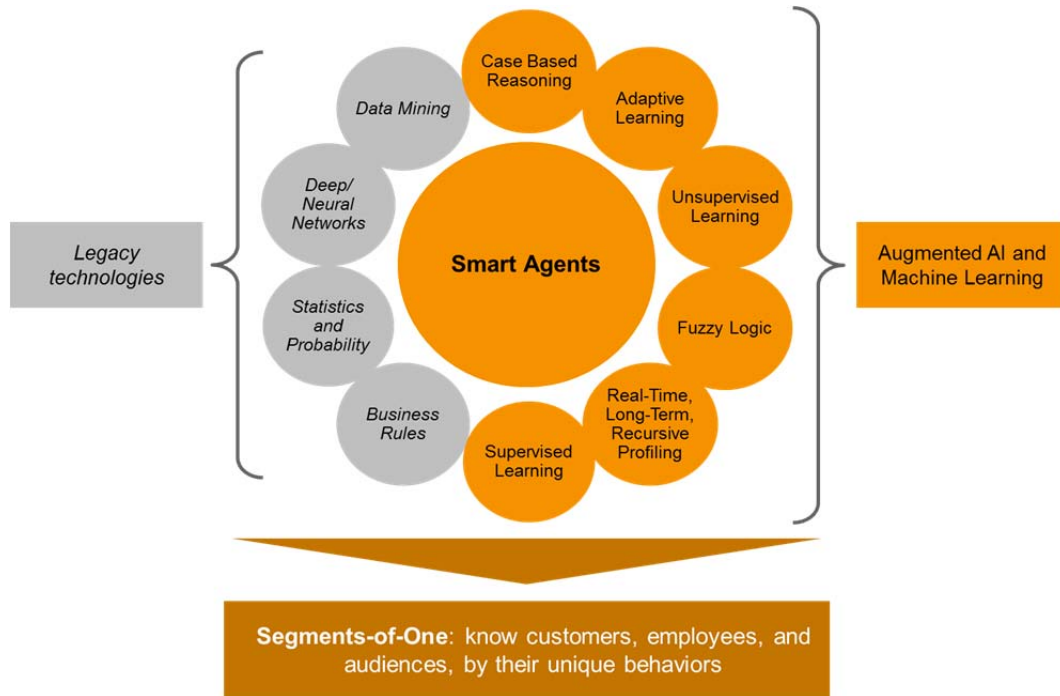 Case Based
Reasoning
Data Mining
Adaptive
Learning
Deep/
Neural
Networks
Unsupervised
Learning
Legacy
technologies
Smart Agents
Augmented AI and
Machine Learning
Statistics
and
Probability
Fuzzy Logic
Business
Rules
Real-Time,
Long-Term,
Recursive
Profiling
Supervised
Learning
Segments-of-One: know customers, employees, and
audiences, by their unique behaviors